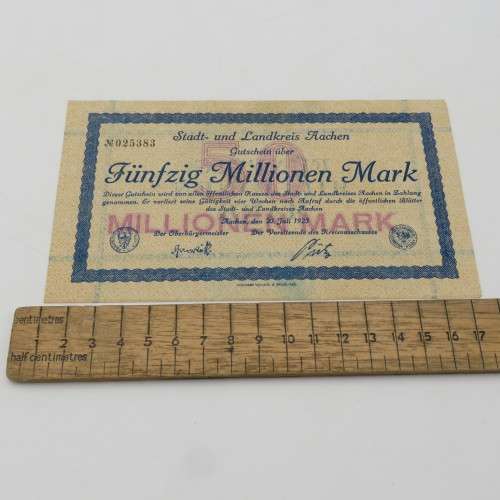 № 025383
Stadt- und Landkreis Aachen
Gutschein über
Fünfzig Millionen Mark
Dieser Gutschein wird von allen öffentlichen Kassen des Stadt- und Landkreises Aachen in Zahlung
genommen. Er verliert seine Gültigkeit vier Wochen nach Aufruf durch die öffentlichen Blätter
des Stadt- und Landkreises Aachen
MILLIONEN MARK
Aachen, den 20. Juli 1923.
Der Oberbürgermeister Der Vorsitzende des Kreisausschusses
centimetres
1 2 3 4 5 6 7 8 9 10 11 12 13 14 15 16 17
half centimetres